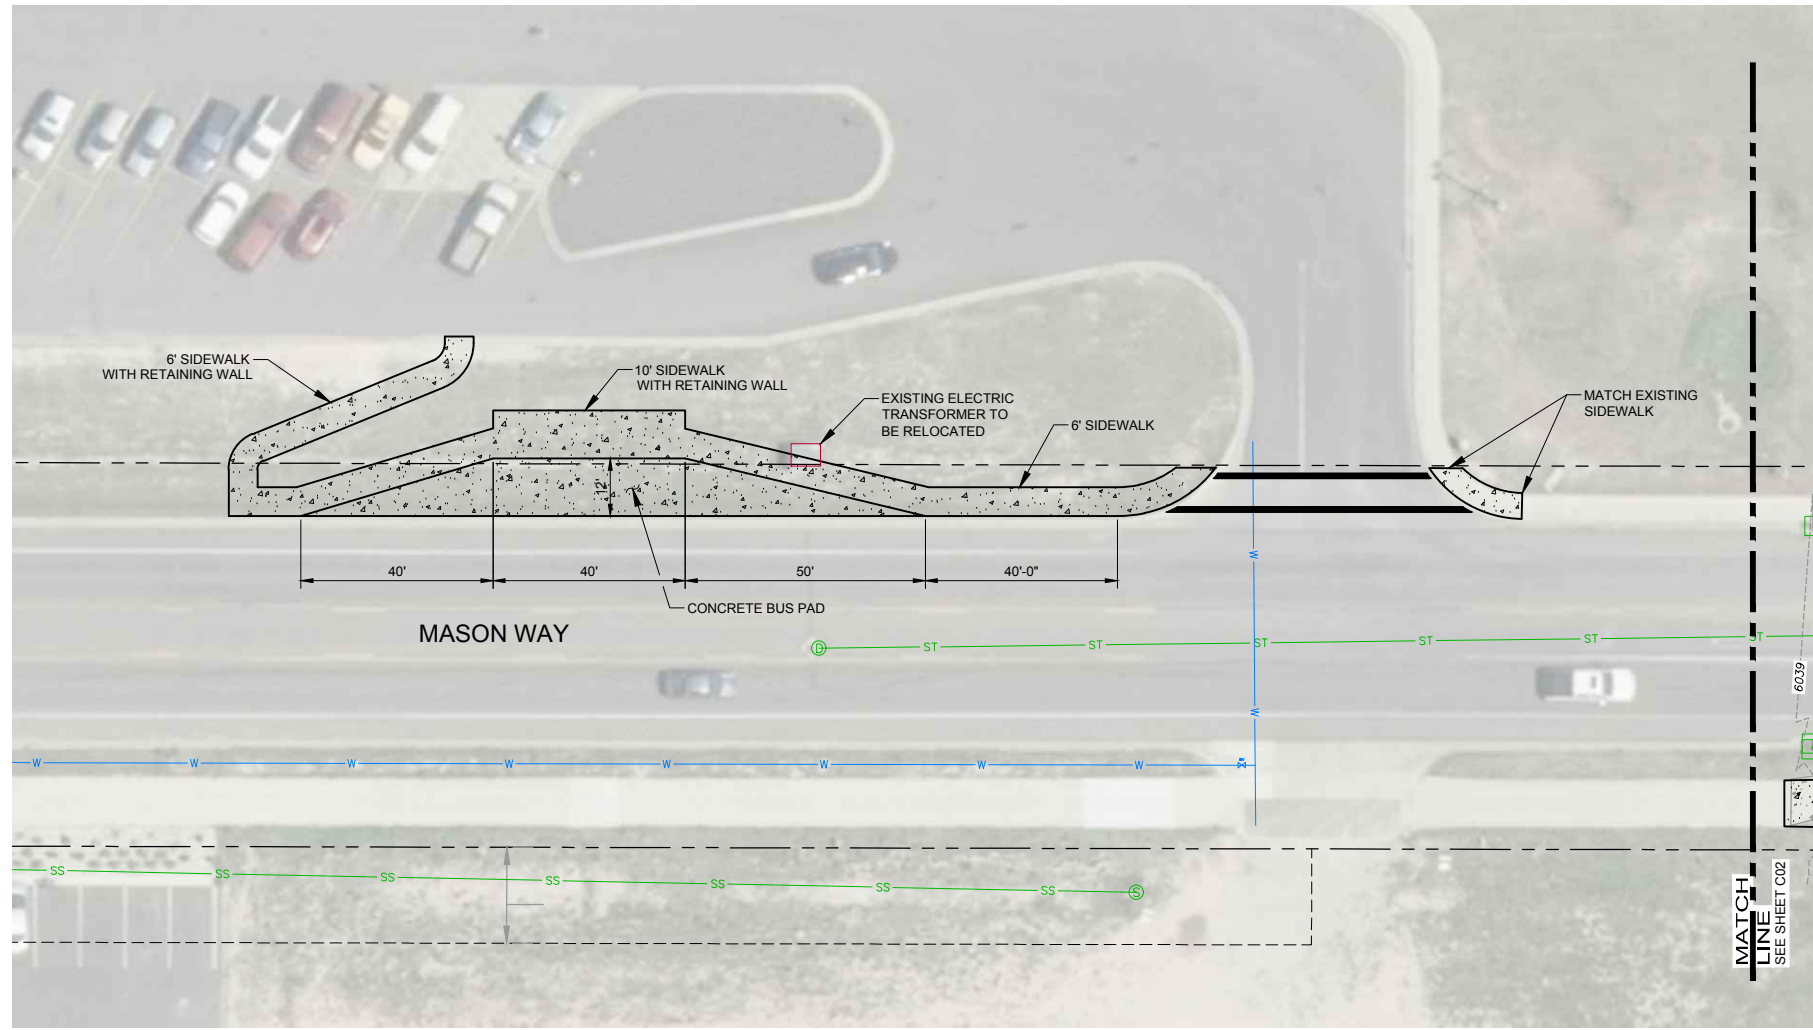 6' SIDEWALK
WITH RETAINING WALL
10' SIDEWALK
WITH RETAINING WALL
EXISTING ELECTRIC
TRANSFORMER TO
BE RELOCATED
6' SIDEWALK
MATCH EXISTING
SIDEWALK
12'
40'
40'
50'
40'-0"
CONCRETE BUS PAD
MASON WAY
D
ST
ST
ST
ST
ST
ST
W
W
6039
W
W
W
W
W
W
W
W
SS
SS
SS
SS
SS
SS
SS
S
MATCH
LINE
SEE SHEET C02